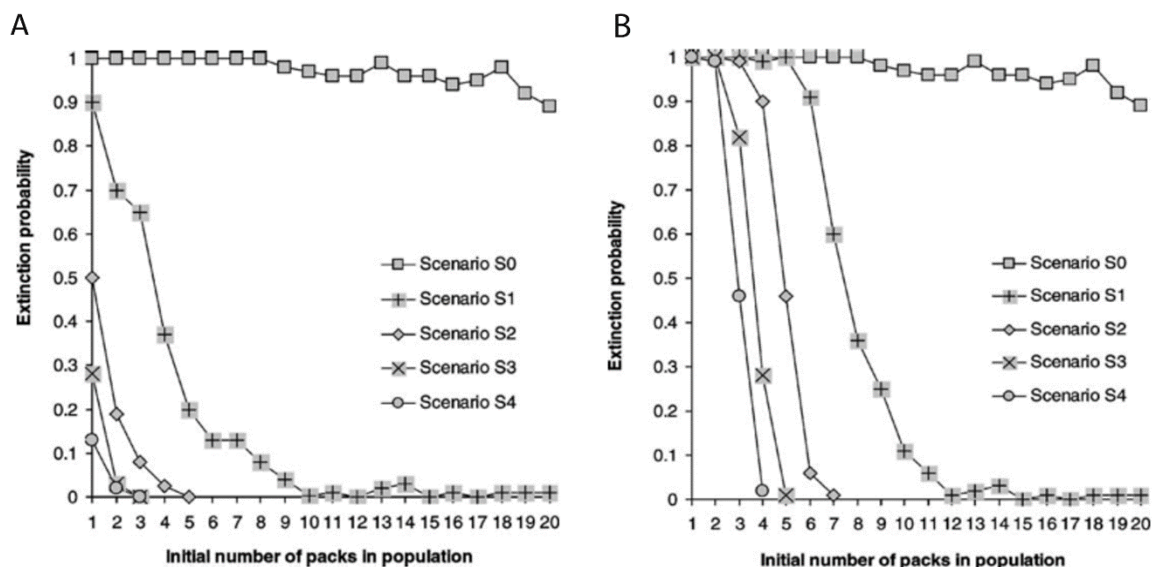 A
Extinction probability
1
0.9
0.8
0.7
0.6
0.5
0.4
0.3
0.2
0.1
0
1 2 3 4 5 6 7 8 9 10 11 12 13 14 15 16 17 18 19 20
Initial number of packs in population
Scenario S0
Scenario S1
Scenario S2
Scenario S3
Scenario S4
B
Extinction probability
1
0.9
0.8
0.7
0.6
0.5
0.4
0.3
0.2
0.1
0
1 2 3 4 5 6 7 8 9 10 11 12 13 14 15 16 17 18 19 20
Initial number of packs in population
Scenario S0
Scenario S1
Scenario S2
Scenario S3
Scenario S4